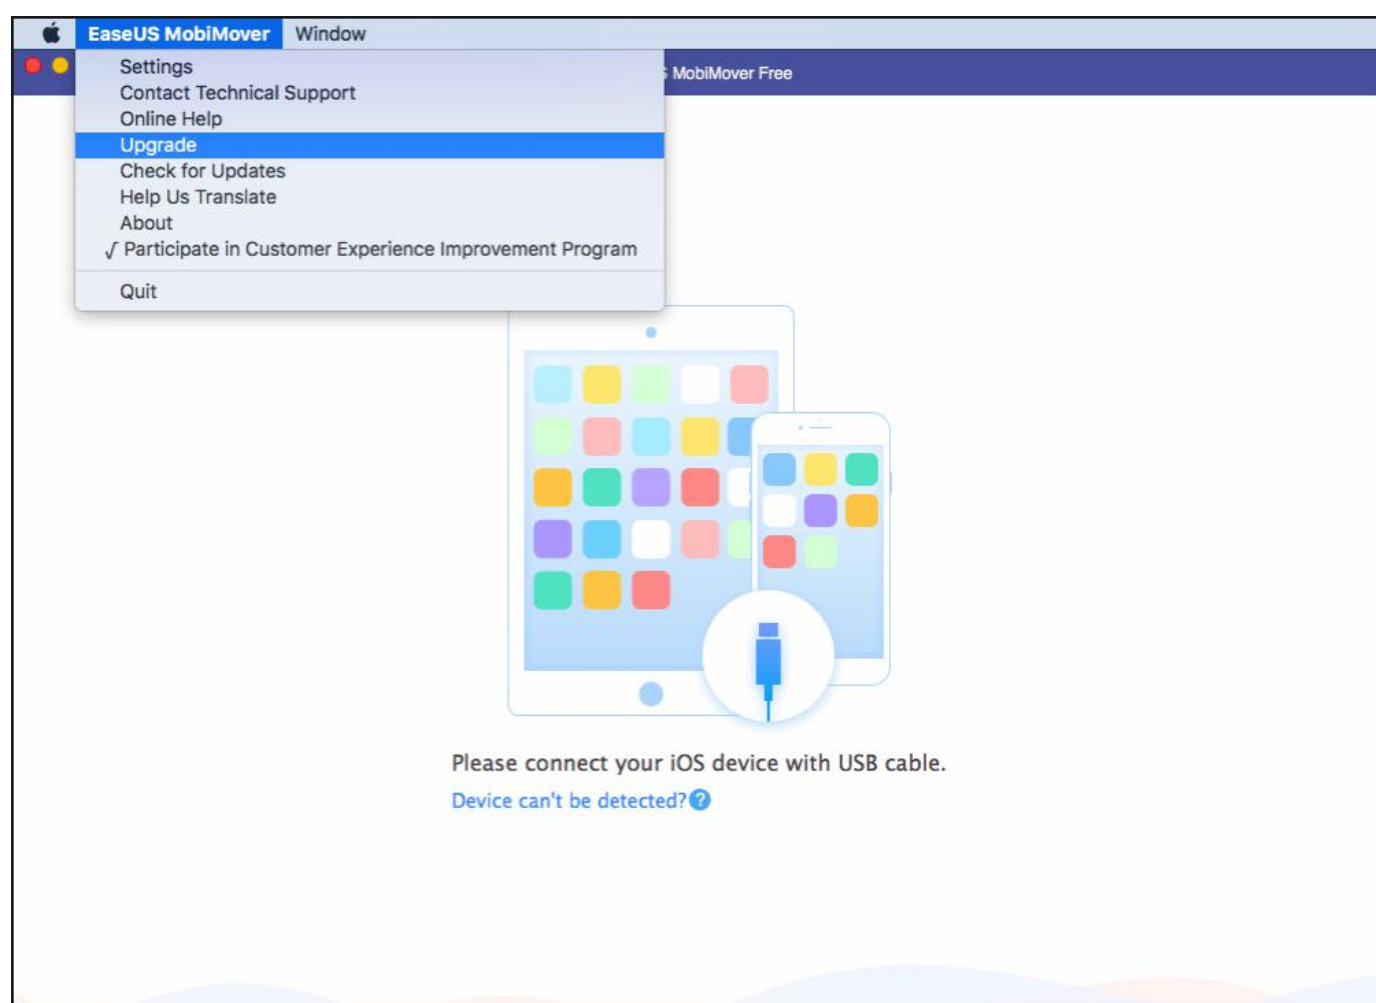 EaseUS MobiMover Window
MobiMover Free
Settings
Contact Technical Support
Online Help
Upgrade
Check for Updates
Help Us Translate
About
√ Participate in Customer Experience Improvement Program
Quit
Please connect your iOS device with USB cable.
Device can't be detected??